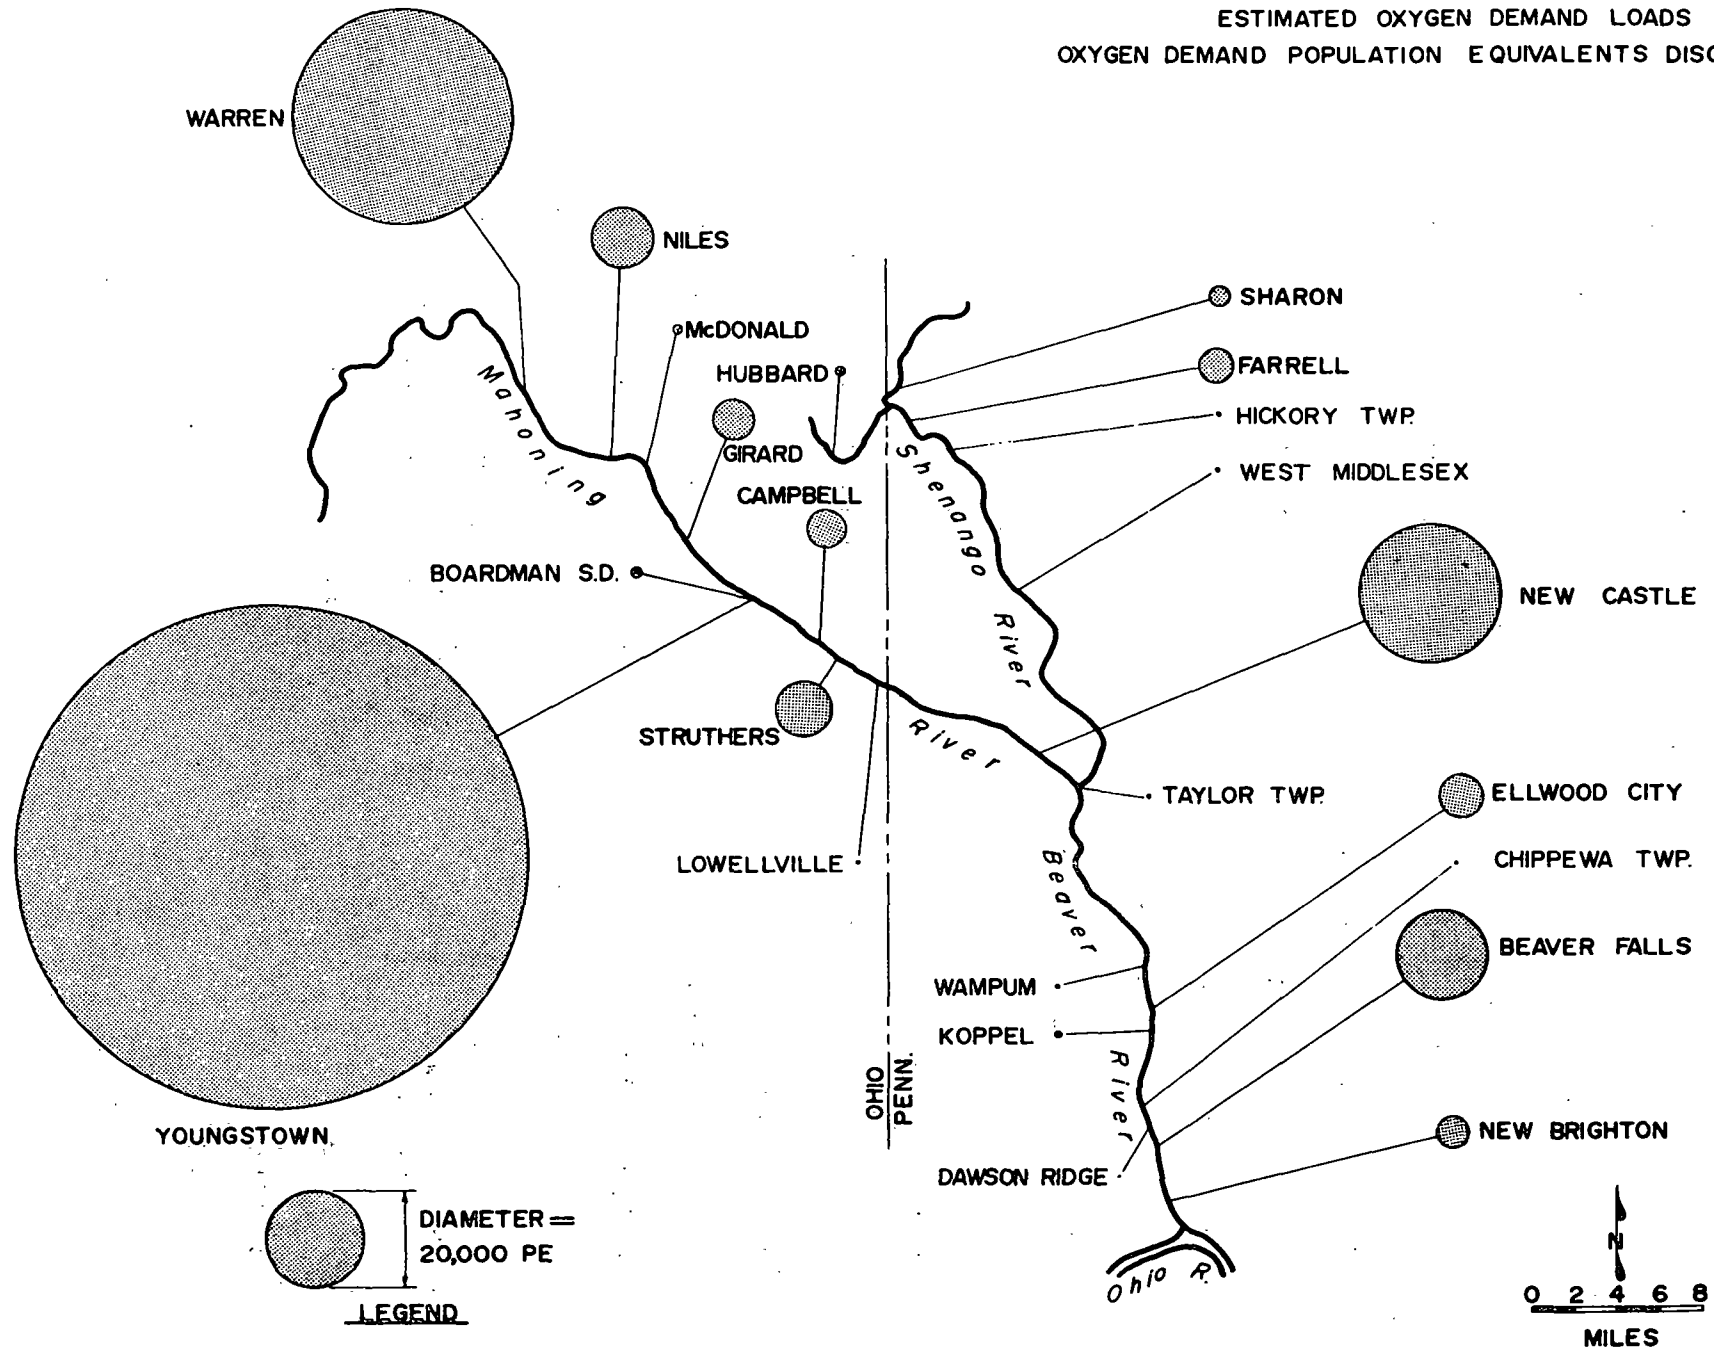 ESTIMATED OXYGEN DEMAND LOADS
OXYGEN DEMAND POPULATION EQUIVALENTS
WARREN
NILES
McDONALD
HUBBARD
GIRARD
CAMPBELL
BOARDMAN S.D.
STRUTHERS
LOWELLVILLE
YOUNGSTOWN
Mahoning
River
SHARON
FARRELL
HICKORY TWP.
WEST MIDDLESEX
Shenango
River
NEW CASTLE
TAYLOR TWP.
ELLWOOD CITY
CHIPPEWA TWP.
BEAVER FALLS
Beaver
River
WAMPUM
KOPPEL
OHIO
PENN.
DAWSON RIDGE
NEW BRIGHTON
Ohio R.
DIAMETER =
20,000 PE
LEGEND
N
0 2 4 6 8
MILES